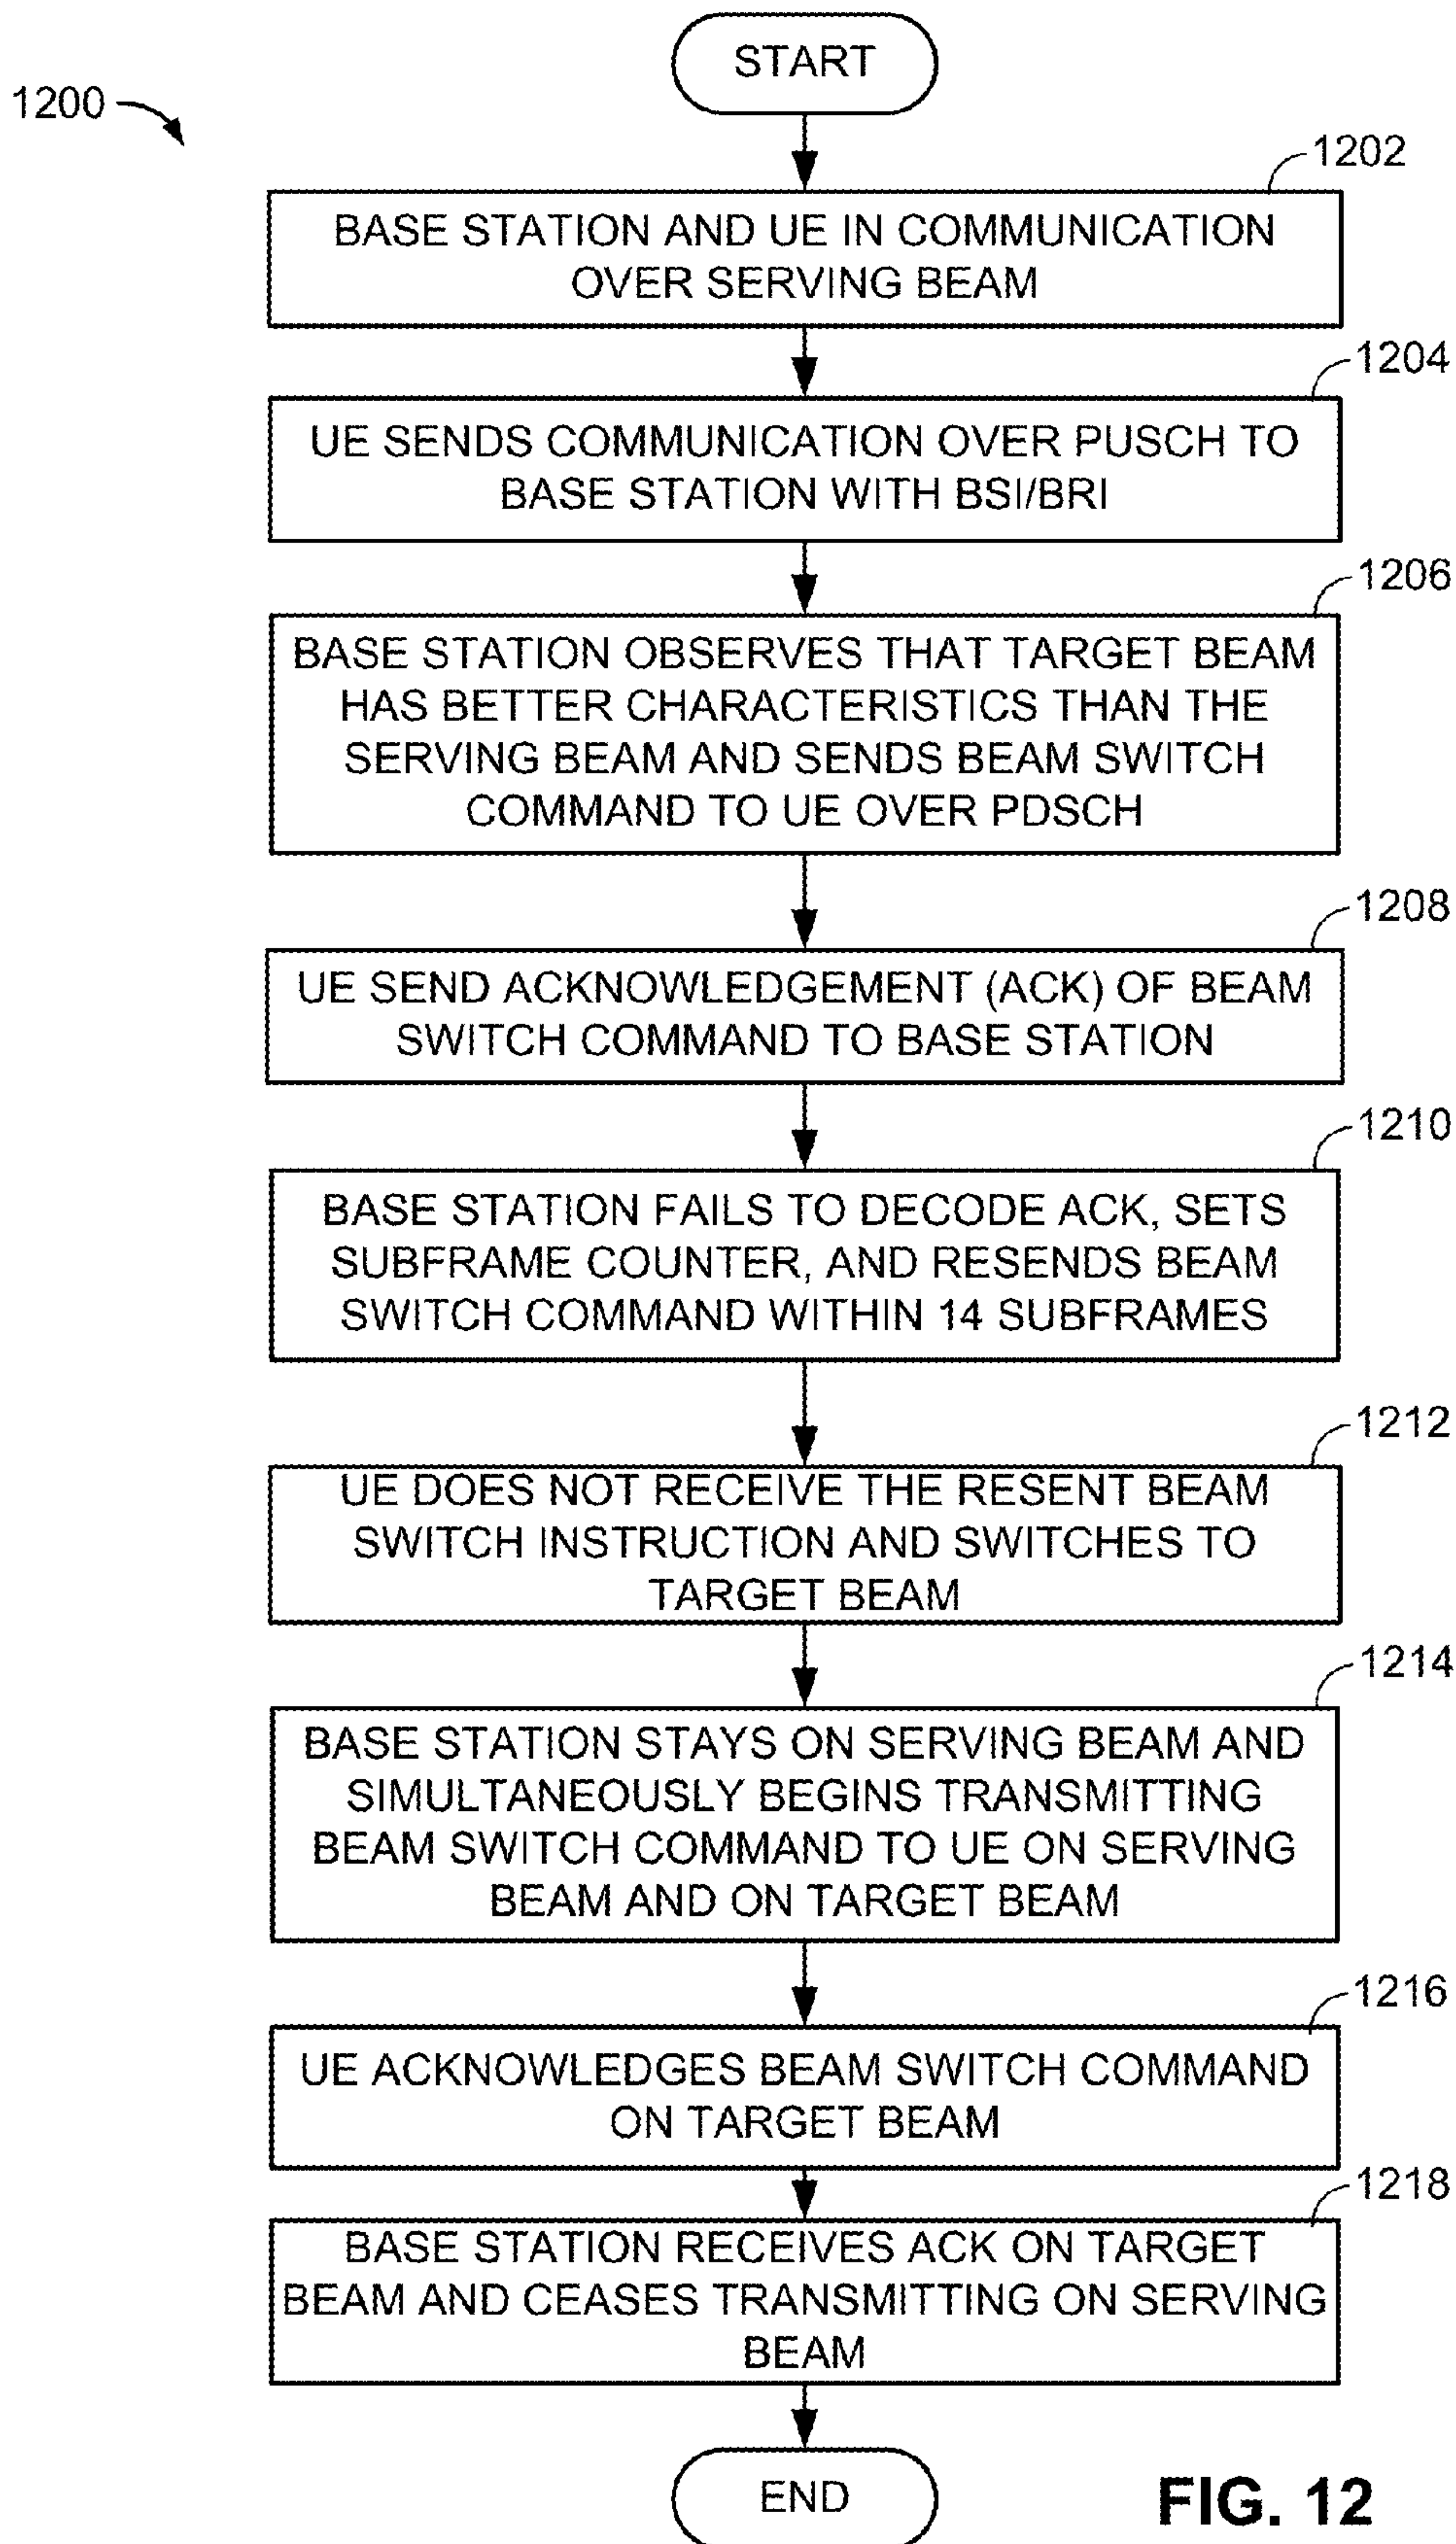 START
1200
1202
BASE STATION AND UE IN COMMUNICATION
OVER SERVING BEAM
1204
UE SENDS COMMUNICATION OVER PUSCH TO
BASE STATION WITH BSI/BRI
1206
BASE STATION OBSERVES THAT TARGET BEAM
HAS BETTER CHARACTERISTICS THAN THE
SERVING BEAM AND SENDS BEAM SWITCH
COMMAND TO UE OVER PDSCH
1208
UE SEND ACKNOWLEDGEMENT (ACK) OF BEAM
SWITCH COMMAND TO BASE STATION
1210
BASE STATION FAILS TO DECODE ACK, SETS
SUBFRAME COUNTER, AND RESENDS BEAM
SWITCH COMMAND WITHIN 14 SUBFRAMES
1212
UE DOES NOT RECEIVE THE RESENT BEAM
SWITCH INSTRUCTION AND SWITCHES TO
TARGET BEAM
1214
BASE STATION STAYS ON SERVING BEAM AND
SIMULTANEOUSLY BEGINS TRANSMITTING
BEAM SWITCH COMMAND TO UE ON SERVING
BEAM AND ON TARGET BEAM
1216
UE ACKNOWLEDGES BEAM SWITCH COMMAND
ON TARGET BEAM
1218
BASE STATION RECEIVES ACK ON TARGET
BEAM AND CEASES TRANSMITTING ON SERVING
BEAM
END
FIG. 12